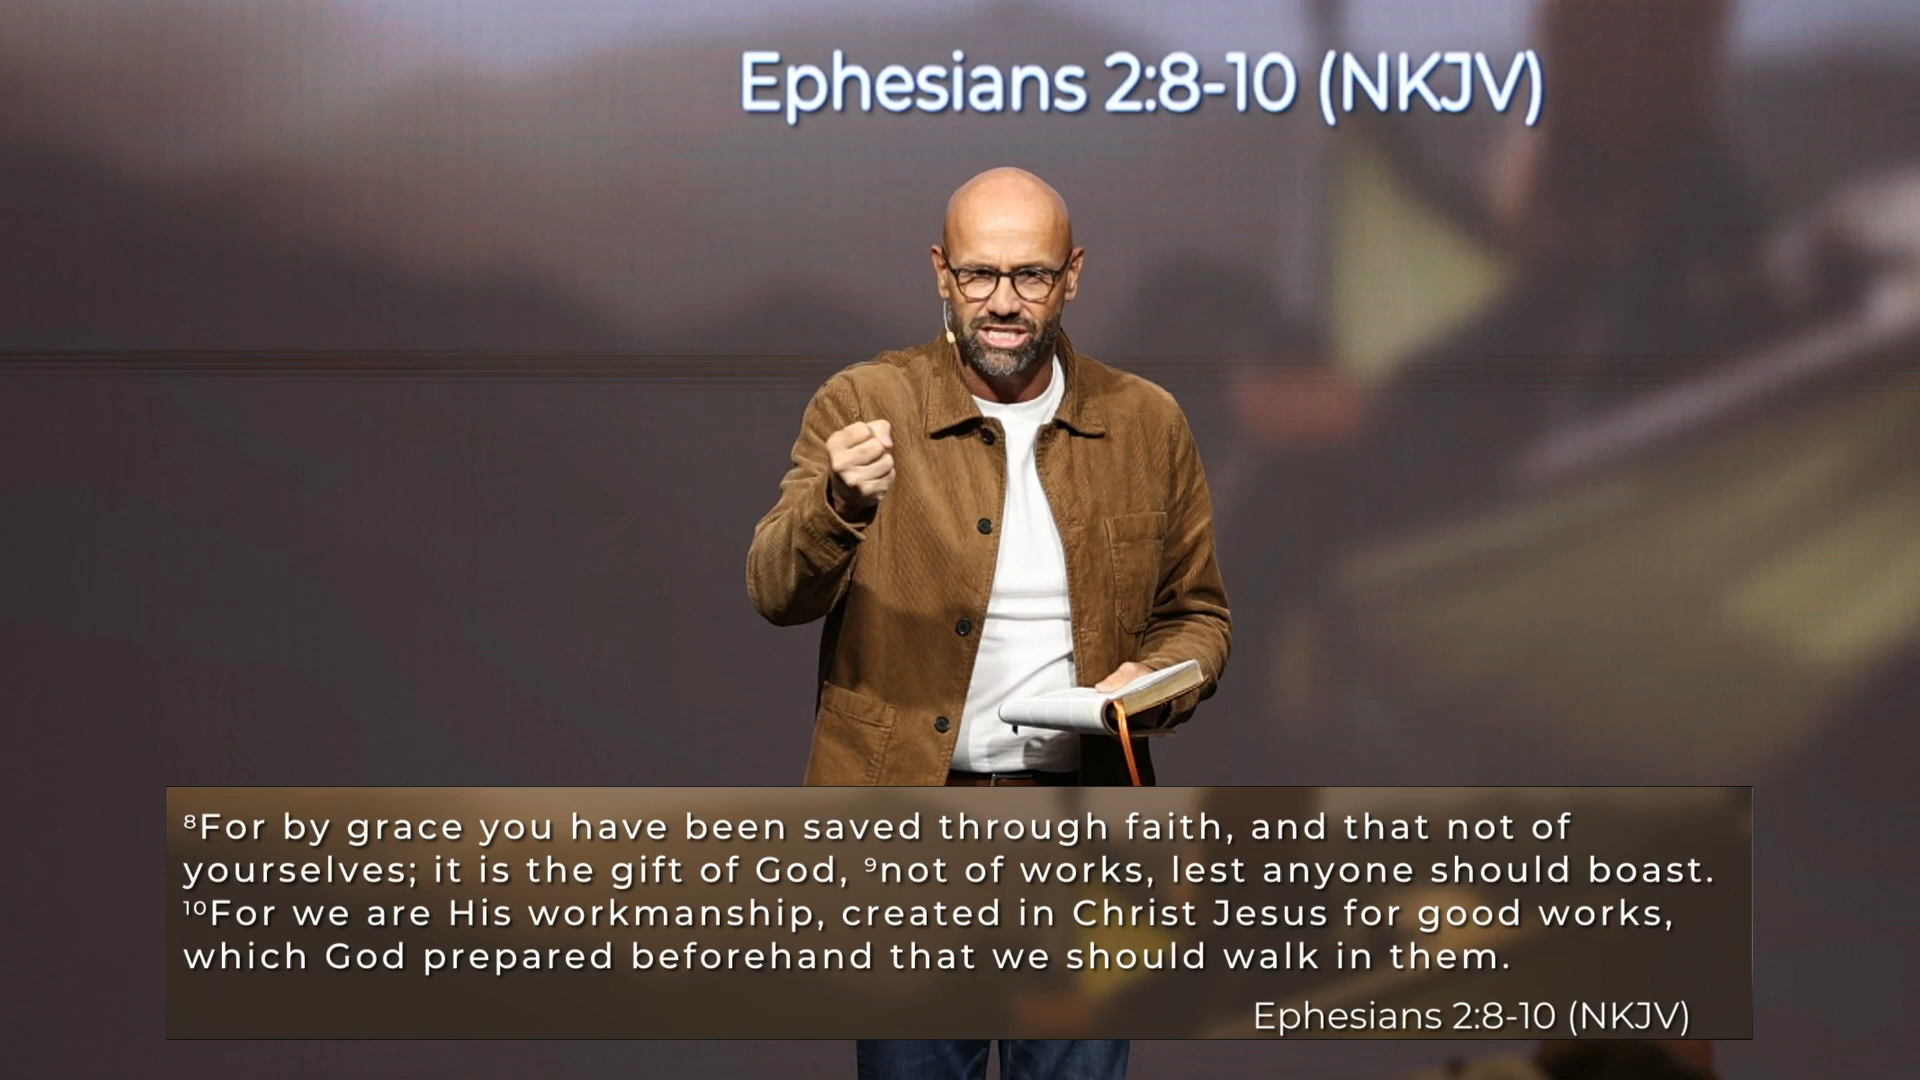 Ephesians 2:8-10 (NKJV)
⁸For by grace you have been saved through faith, and that not of
yourselves; it is the gift of God, ⁹not of works, lest anyone should boast.
¹⁰For we are His workmanship, created in Christ Jesus for good works,
which God prepared beforehand that we should walk in them.
Ephesians 2:8-10 (NKJV)